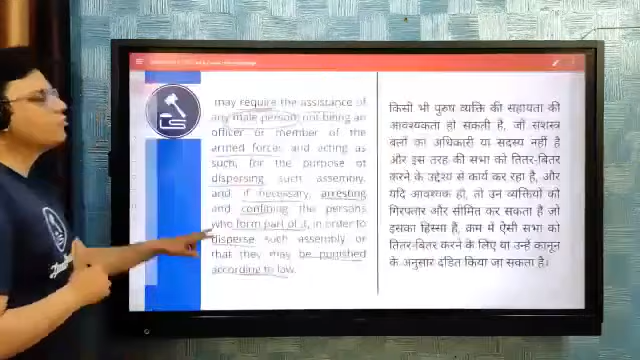 may require the assistance of
any male person, not being an
officer or member of the
armed forces and acting as
such, for the purpose of
dispersing such assembly,
and if necessary, arresting
and confining the persons
who form part of it, in order to
disperse such assembly or
that they may be punished
according to law.
LS
किसी भी पुरुष व्यक्ति की सहायता की
आवश्यकता हो सकती है, जो सशस्त्र
बलों का अधिकारी या सदस्य नहीं है
और इस तरह की सभा को तितर-बितर
करने के उद्देश्य से कार्य कर रहा है, और
यदि आवश्यक हो, तो उन व्यक्तियों को
गिरफ्तार और सीमित कर सकता है जो
इसका हिस्सा हैं, क्रम में ऐसी सभा को
तितर-बितर करने के लिए या उन्हें कानून
के अनुसार दंडित किया जा सकता है।